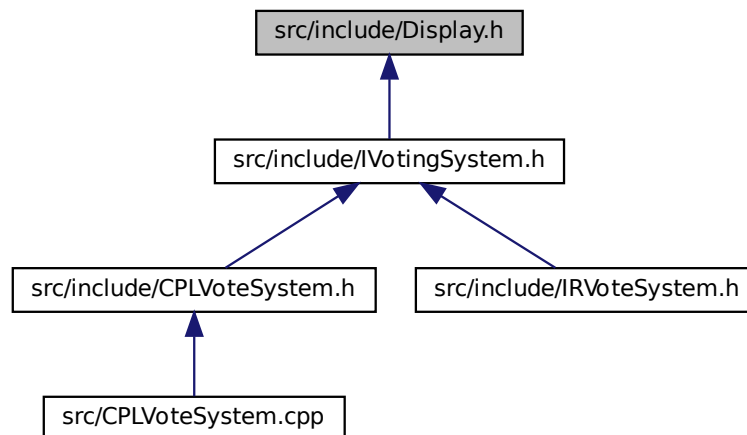 src/include/Display.h
src/include/IVotingSystem.h
src/include/CPLVoteSystem.h
src/include/IRVoteSystem.h
src/CPLVoteSystem.cpp